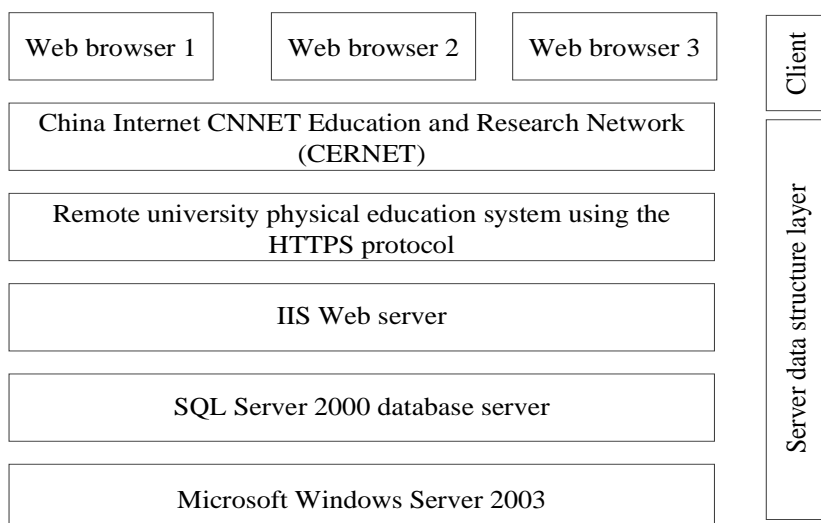 Web browser 1
Web browser 2
Web browser 3
Client
China Internet CNNET Education and Research Network
(CERNET)
Remote university physical education system using the
HTTPS protocol
IIS Web server
SQL Server 2000 database server
Microsoft Windows Server 2003
Server data structure layer